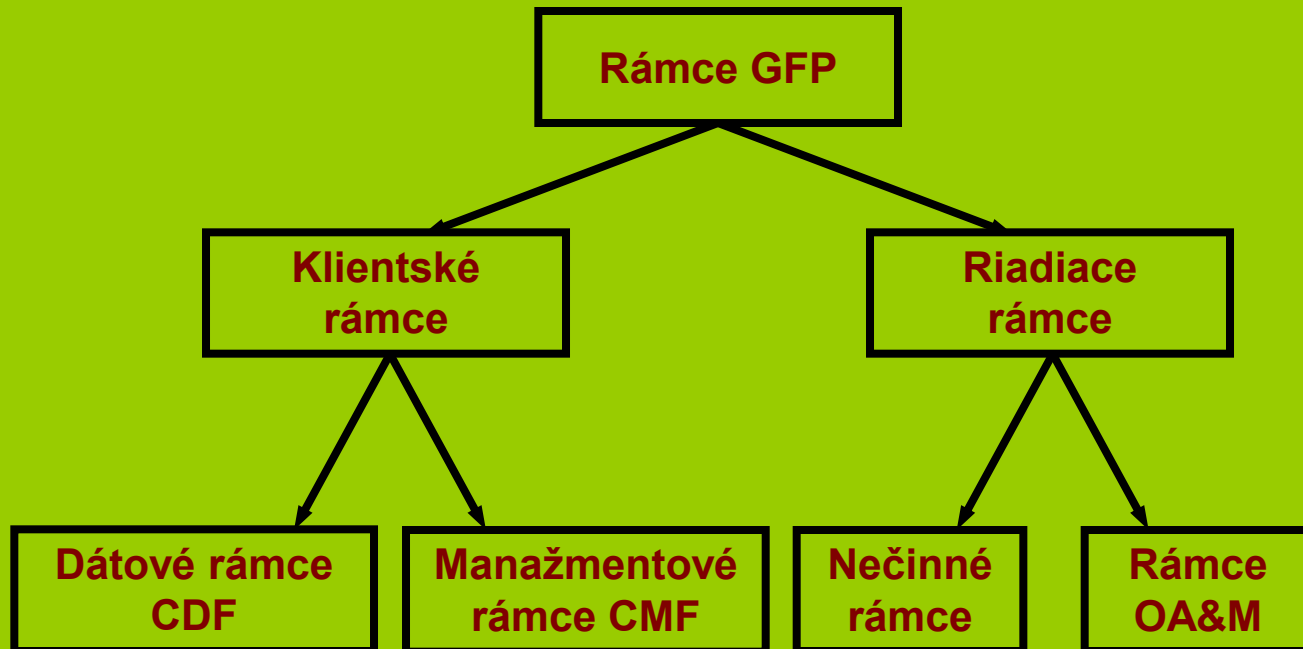 Rámce GFP
Klientské
rámce
Riadiace
rámce
Dátové rámce
CDF
Manažmentové
rámce CMF
Nečinné
rámce
Rámce
OA&M